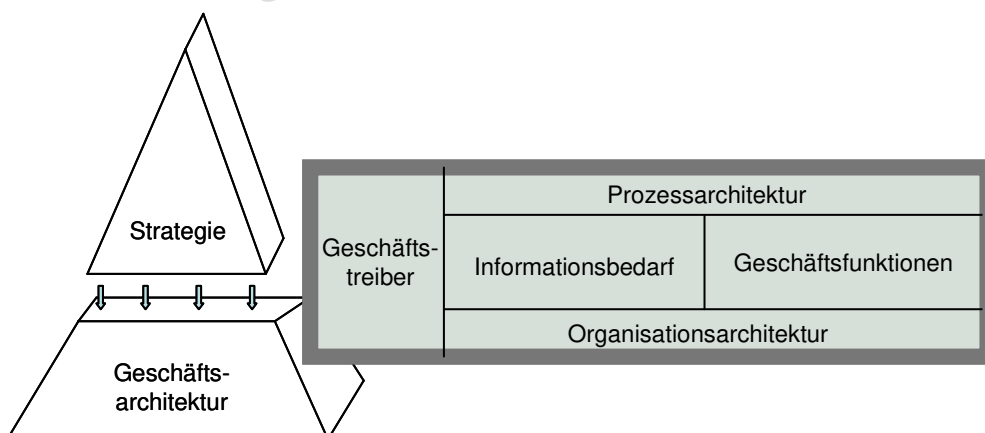 Strategie
Geschäfts-
architektur
Geschäfts-
treiber
Prozessarchitektur
Informationsbedarf
Geschäftsfunktionen
Organisationsarchitektur